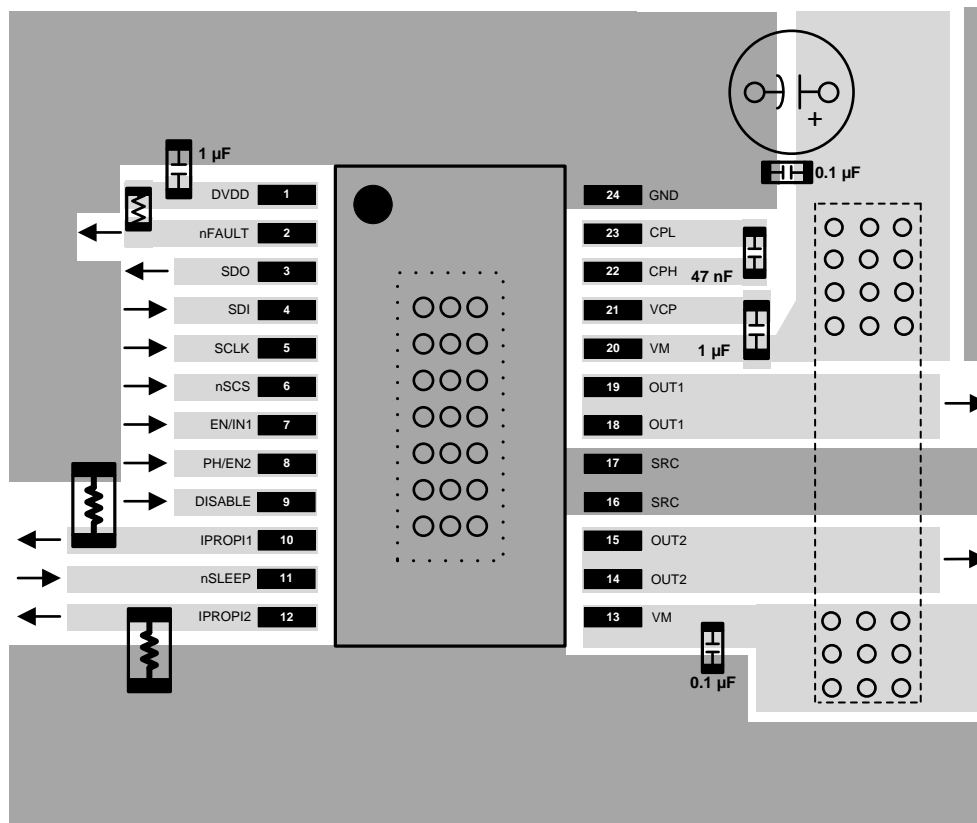 +
0.1 µF
1 µF
DVDD 1
24 GND
nFAULT 2
23 CPL
SDO 3
22 CPH 47 nF
SDI 4
21 VCP
SCLK 5
20 VM 1 µF
nSCS 6
19 OUT1
EN/IN1 7
18 OUT1
PH/EN2 8
17 SRC
DISABLE 9
16 SRC
IPROPI1 10
15 OUT2
nSLEEP 11
14 OUT2
IPROPI2 12
13 VM
0.1 µF